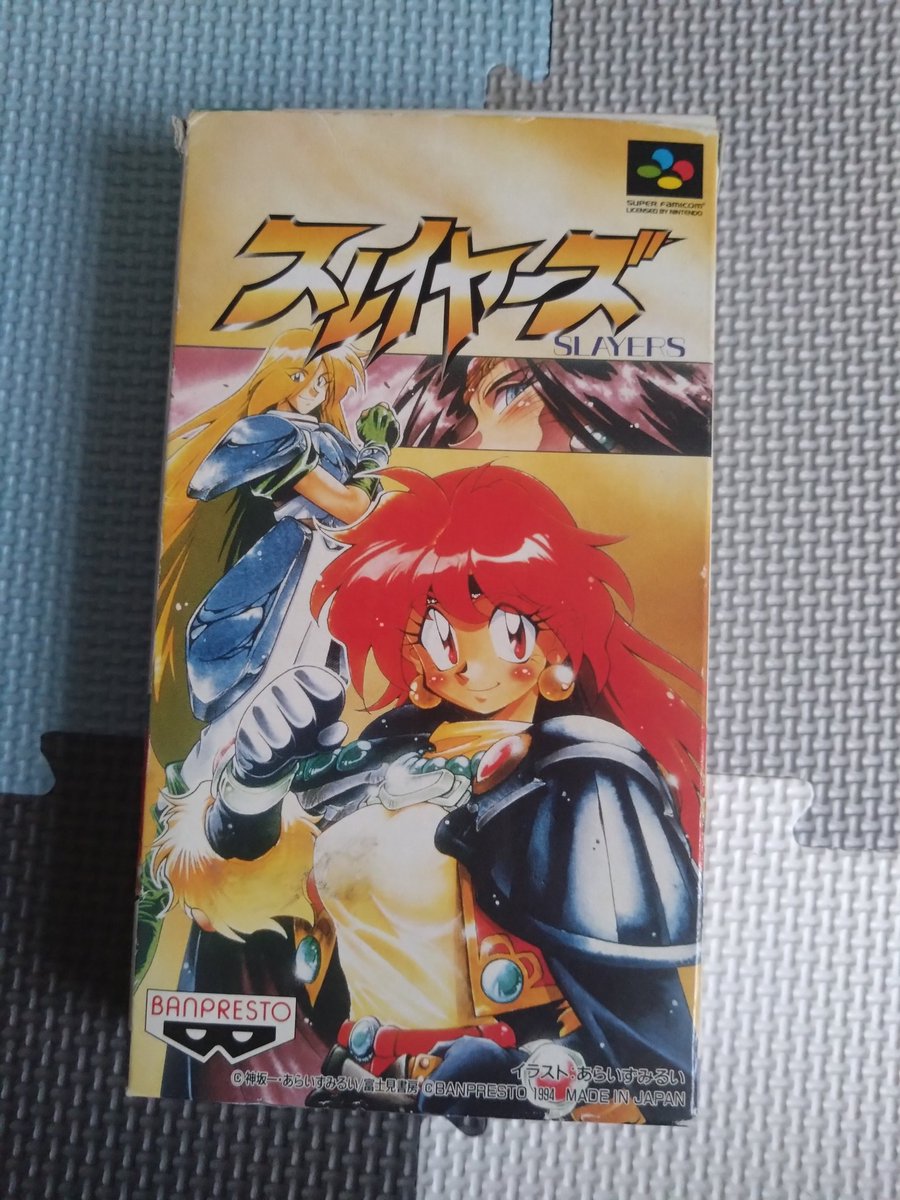 SUPER FAMICOM®
LICENSED BY NINTENDO
スレイヤーズ
SLAYERS
BANPRESTO
イラスト・あらいずみるい
©神坂一・あらいずみるい/富士見書房 ©BANPRESTO 1994 MADE IN JAPAN